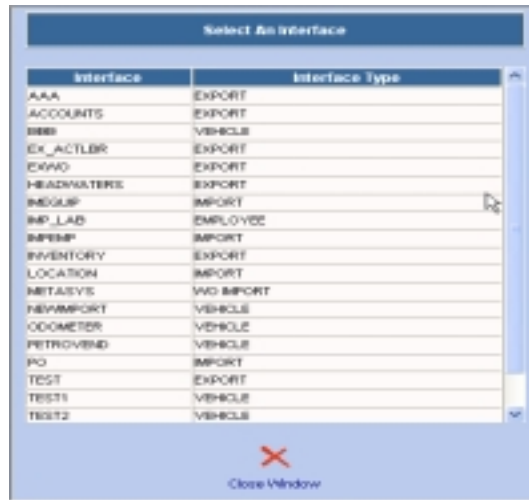 Select An Interface
Interface Interface Type
AAA EXPORT
ACCOUNTS EXPORT
BBB VEHICLE
EX_ACTLBR EXPORT
EXWO EXPORT
HEADWATERS EXPORT
IMEQUIP IMPORT
IMP_LAB EMPLOYEE
IMPEMP IMPORT
INVENTORY EXPORT
LOCATION IMPORT
METASYS WO IMPORT
NEWIMPORT VEHICLE
ODOMETER VEHICLE
PETROVEND VEHICLE
PO IMPORT
TEST EXPORT
TEST1 VEHICLE
TEST2 VEHICLE
Close Window